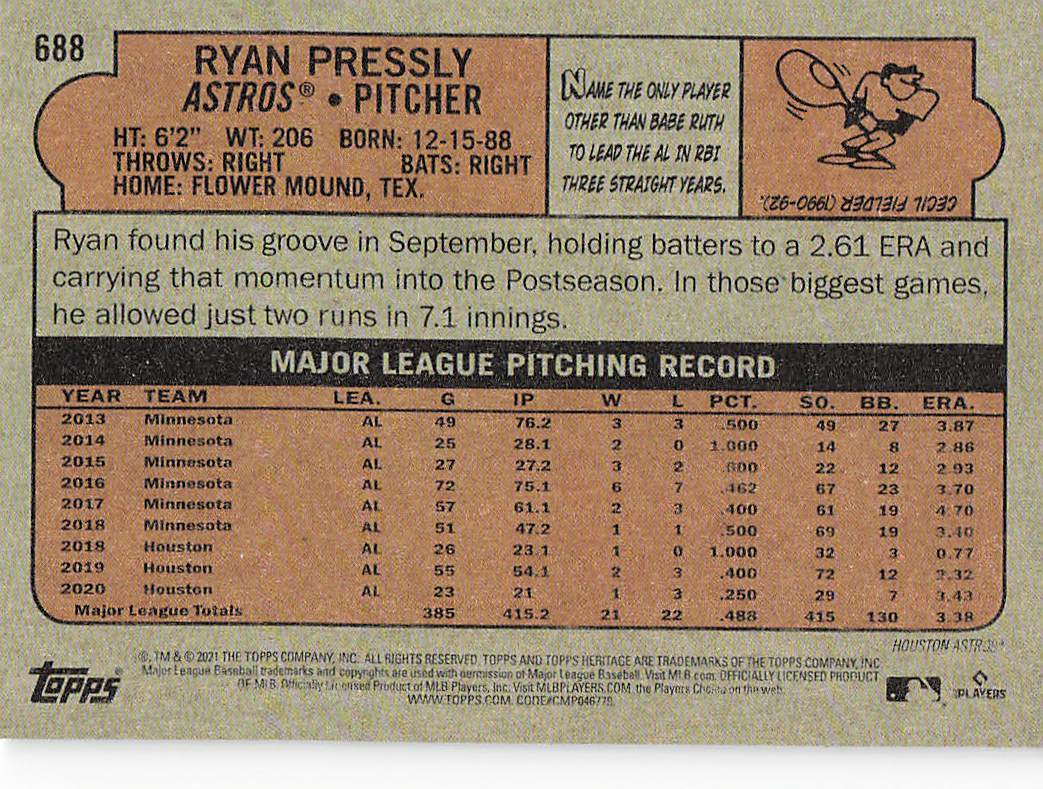 688
RYAN PRESSLY
ASTROS® • PITCHER
HT: 6'2" WT: 206 BORN: 12-15-88
THROWS: RIGHT BATS: RIGHT
HOME: FLOWER MOUND, TEX.
NAME THE ONLY PLAYER
OTHER THAN BABE RUTH
TO LEAD THE AL IN RBI
THREE STRAIGHT YEARS.
CECIL FIELDER (1990-92).
Ryan found his groove in September, holding batters to a 2.61 ERA and
carrying that momentum into the Postseason. In those biggest games,
he allowed just two runs in 7.1 innings.
MAJOR LEAGUE PITCHING RECORD
YEAR TEAM LEA. G IP W L PCT. SO. BB. ERA.
2013 Minnesota AL 49 76.2 3 3 .500 49 27 3.87
2014 Minnesota AL 25 28.1 2 0 1.000 14 8 2.86
2015 Minnesota AL 27 27.2 3 2 .600 22 12 2.93
2016 Minnesota AL 72 75.1 6 7 .462 67 23 3.70
2017 Minnesota AL 57 61.1 2 3 .400 61 19 4.70
2018 Minnesota AL 51 47.2 1 1 .500 69 19 3.40
2018 Houston AL 26 23.1 1 0 1.000 32 3 0.77
2019 Houston AL 55 54.1 2 3 .400 72 12 2.32
2020 Houston AL 23 21 1 3 .250 29 7 3.43
Major League Totals 385 415.2 21 22 .488 415 130 3.38
HOUSTON ASTROS®
®, TM & © 2021 THE TOPPS COMPANY, INC. ALL RIGHTS RESERVED. TOPPS AND TOPPS HERITAGE ARE TRADEMARKS OF THE TOPPS COMPANY, INC
Major League Baseball trademarks and copyrights are used with permission of Major League Baseball. Visit MLB.com. OFFICIALLY LICENSED PRODUCT
OF MLB Officially Licensed Product of MLB Players, Inc. Visit MLBPLAYERS.COM, the Players Choice on the web.
WWW.TOPPS.COM. CODE#CMP046778
Topps®
MLB PLAYERS